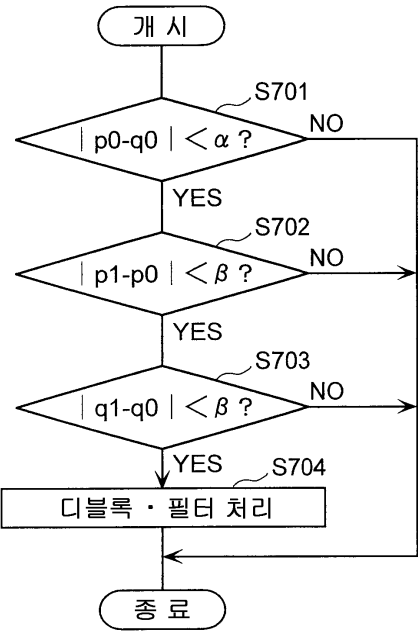 개 시
S701
| p0-q0 | < α ?
NO
YES
S702
| p1-p0 | < β ?
NO
YES
S703
| q1-q0 | < β ?
NO
YES
S704
디블록 · 필터 처리
종 료